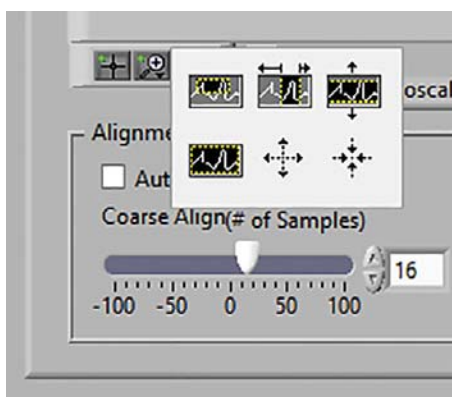 oscal
Alignme
Aut
Coarse Align(# of Samples)
16
-100 -50 0 50 100